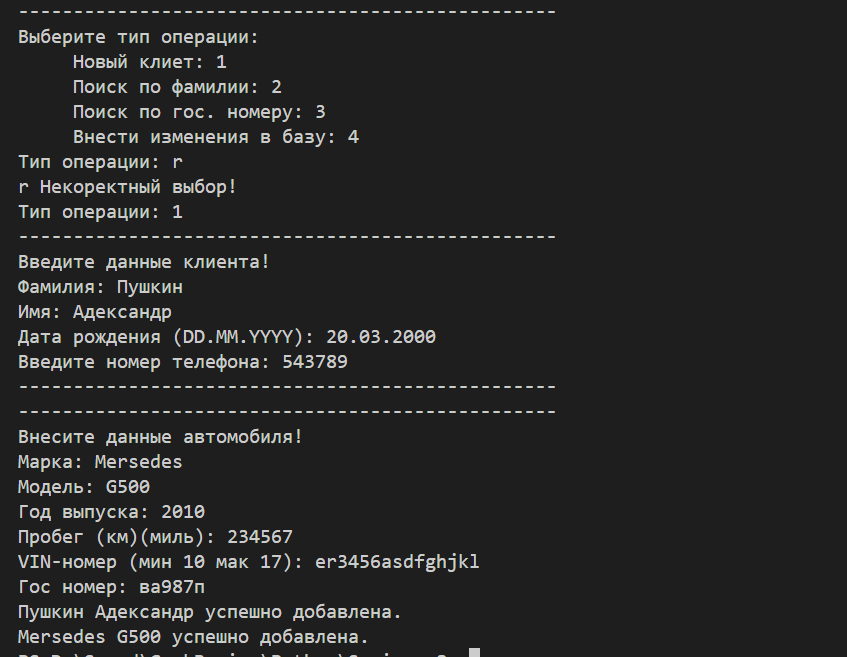 -------------------------------------------------
Выберите тип операции:
Новый клиет: 1
Поиск по фамилии: 2
Поиск по гос. номеру: 3
Внести изменения в базу: 4
Тип операции: r
r Некоректный выбор!
Тип операции: 1
-------------------------------------------------
Введите данные клиента!
Фамилия: Пушкин
Имя: Адександр
Дата рождения (DD.MM.YYYY): 20.03.2000
Введите номер телефона: 543789
-------------------------------------------------
-------------------------------------------------
Внесите данные автомобиля!
Марка: Mersedes
Модель: G500
Год выпуска: 2010
Пробег (км)(миль): 234567
VIN-номер (мин 10 мак 17): er3456asdfghjkl
Гос номер: ва987п
Пушкин Адександр успешно добавлена.
Mersedes G500 успешно добавлена.